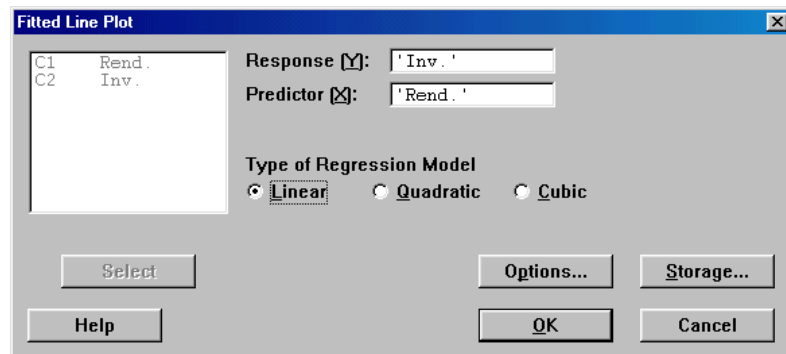 Fitted Line Plot
C1 Rend.
C2 Inv.
Response (Y): 'Inv.'
Predictor (X): 'Rend.'
Type of Regression Model
Linear Quadratic Cubic
Select
Options... Storage...
Help
OK Cancel